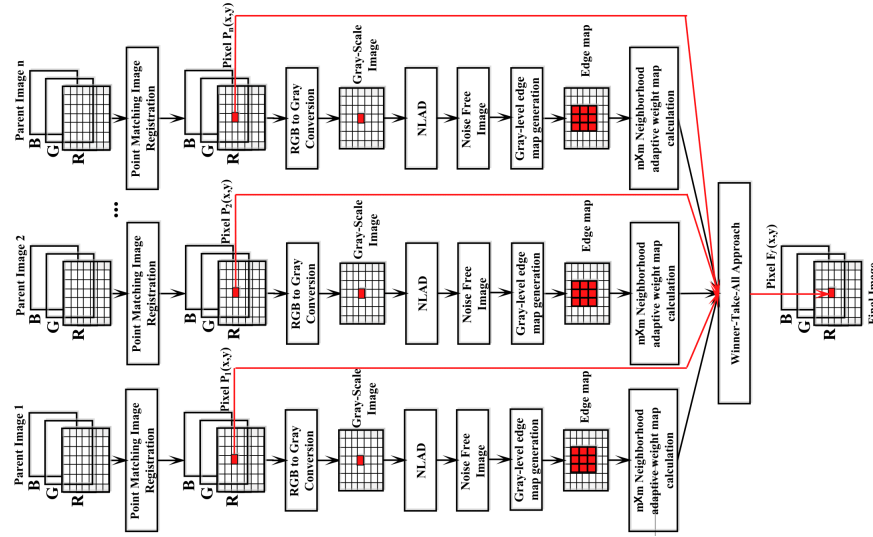 Parent Image 1
B
G
R
Point Matching Image
Registration
Pixel P1(x,y)
B
G
R
RGB to Gray
Conversion
Gray-Scale
Image
NLAD
Noise Free
Image
Gray-level edge
map generation
Edge map
mXm Neighborhood
adaptive weight map
calculation
Parent Image 2
B
G
R
Point Matching Image
Registration
Pixel P2(x,y)
B
G
R
RGB to Gray
Conversion
Gray-Scale
Image
NLAD
Noise Free
Image
Gray-level edge
map generation
Edge map
mXm Neighborhood
adaptive weight map
calculation
...
Parent Image n
B
G
R
Point Matching Image
Registration
Pixel Pn(x,y)
B
G
R
RGB to Gray
Conversion
Gray-Scale
Image
NLAD
Noise Free
Image
Gray-level edge
map generation
Edge map
mXm Neighborhood
adaptive weight map
calculation
Winner-Take-All Approach
Pixel Ff(x,y)
B
G
R
Final Image